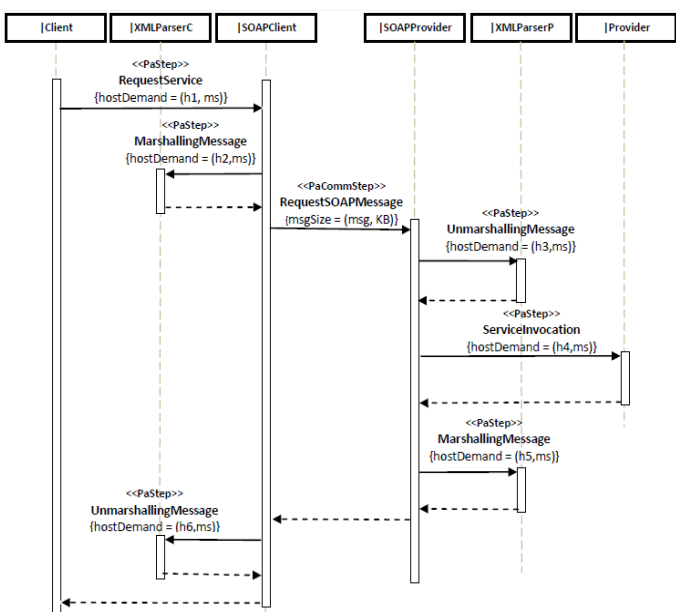 |Client
|XMLParserC
|SOAPClient
|SOAPProvider
|XMLParserP
|Provider
<<PaStep>>
RequestService
{hostDemand = (h1, ms)}
<<PaStep>>
MarshallingMessage
{hostDemand = (h2,ms)}
<<PaCommStep>>
RequestSOAPMessage
{msgSize = (msg, KB)}
<<PaStep>>
UnmarshallingMessage
{hostDemand = (h3,ms)}
<<PaStep>>
ServiceInvocation
{hostDemand = (h4,ms)}
<<PaStep>>
MarshallingMessage
{hostDemand = (h5,ms)}
<<PaStep>>
UnmarshallingMessage
{hostDemand = (h6,ms)}